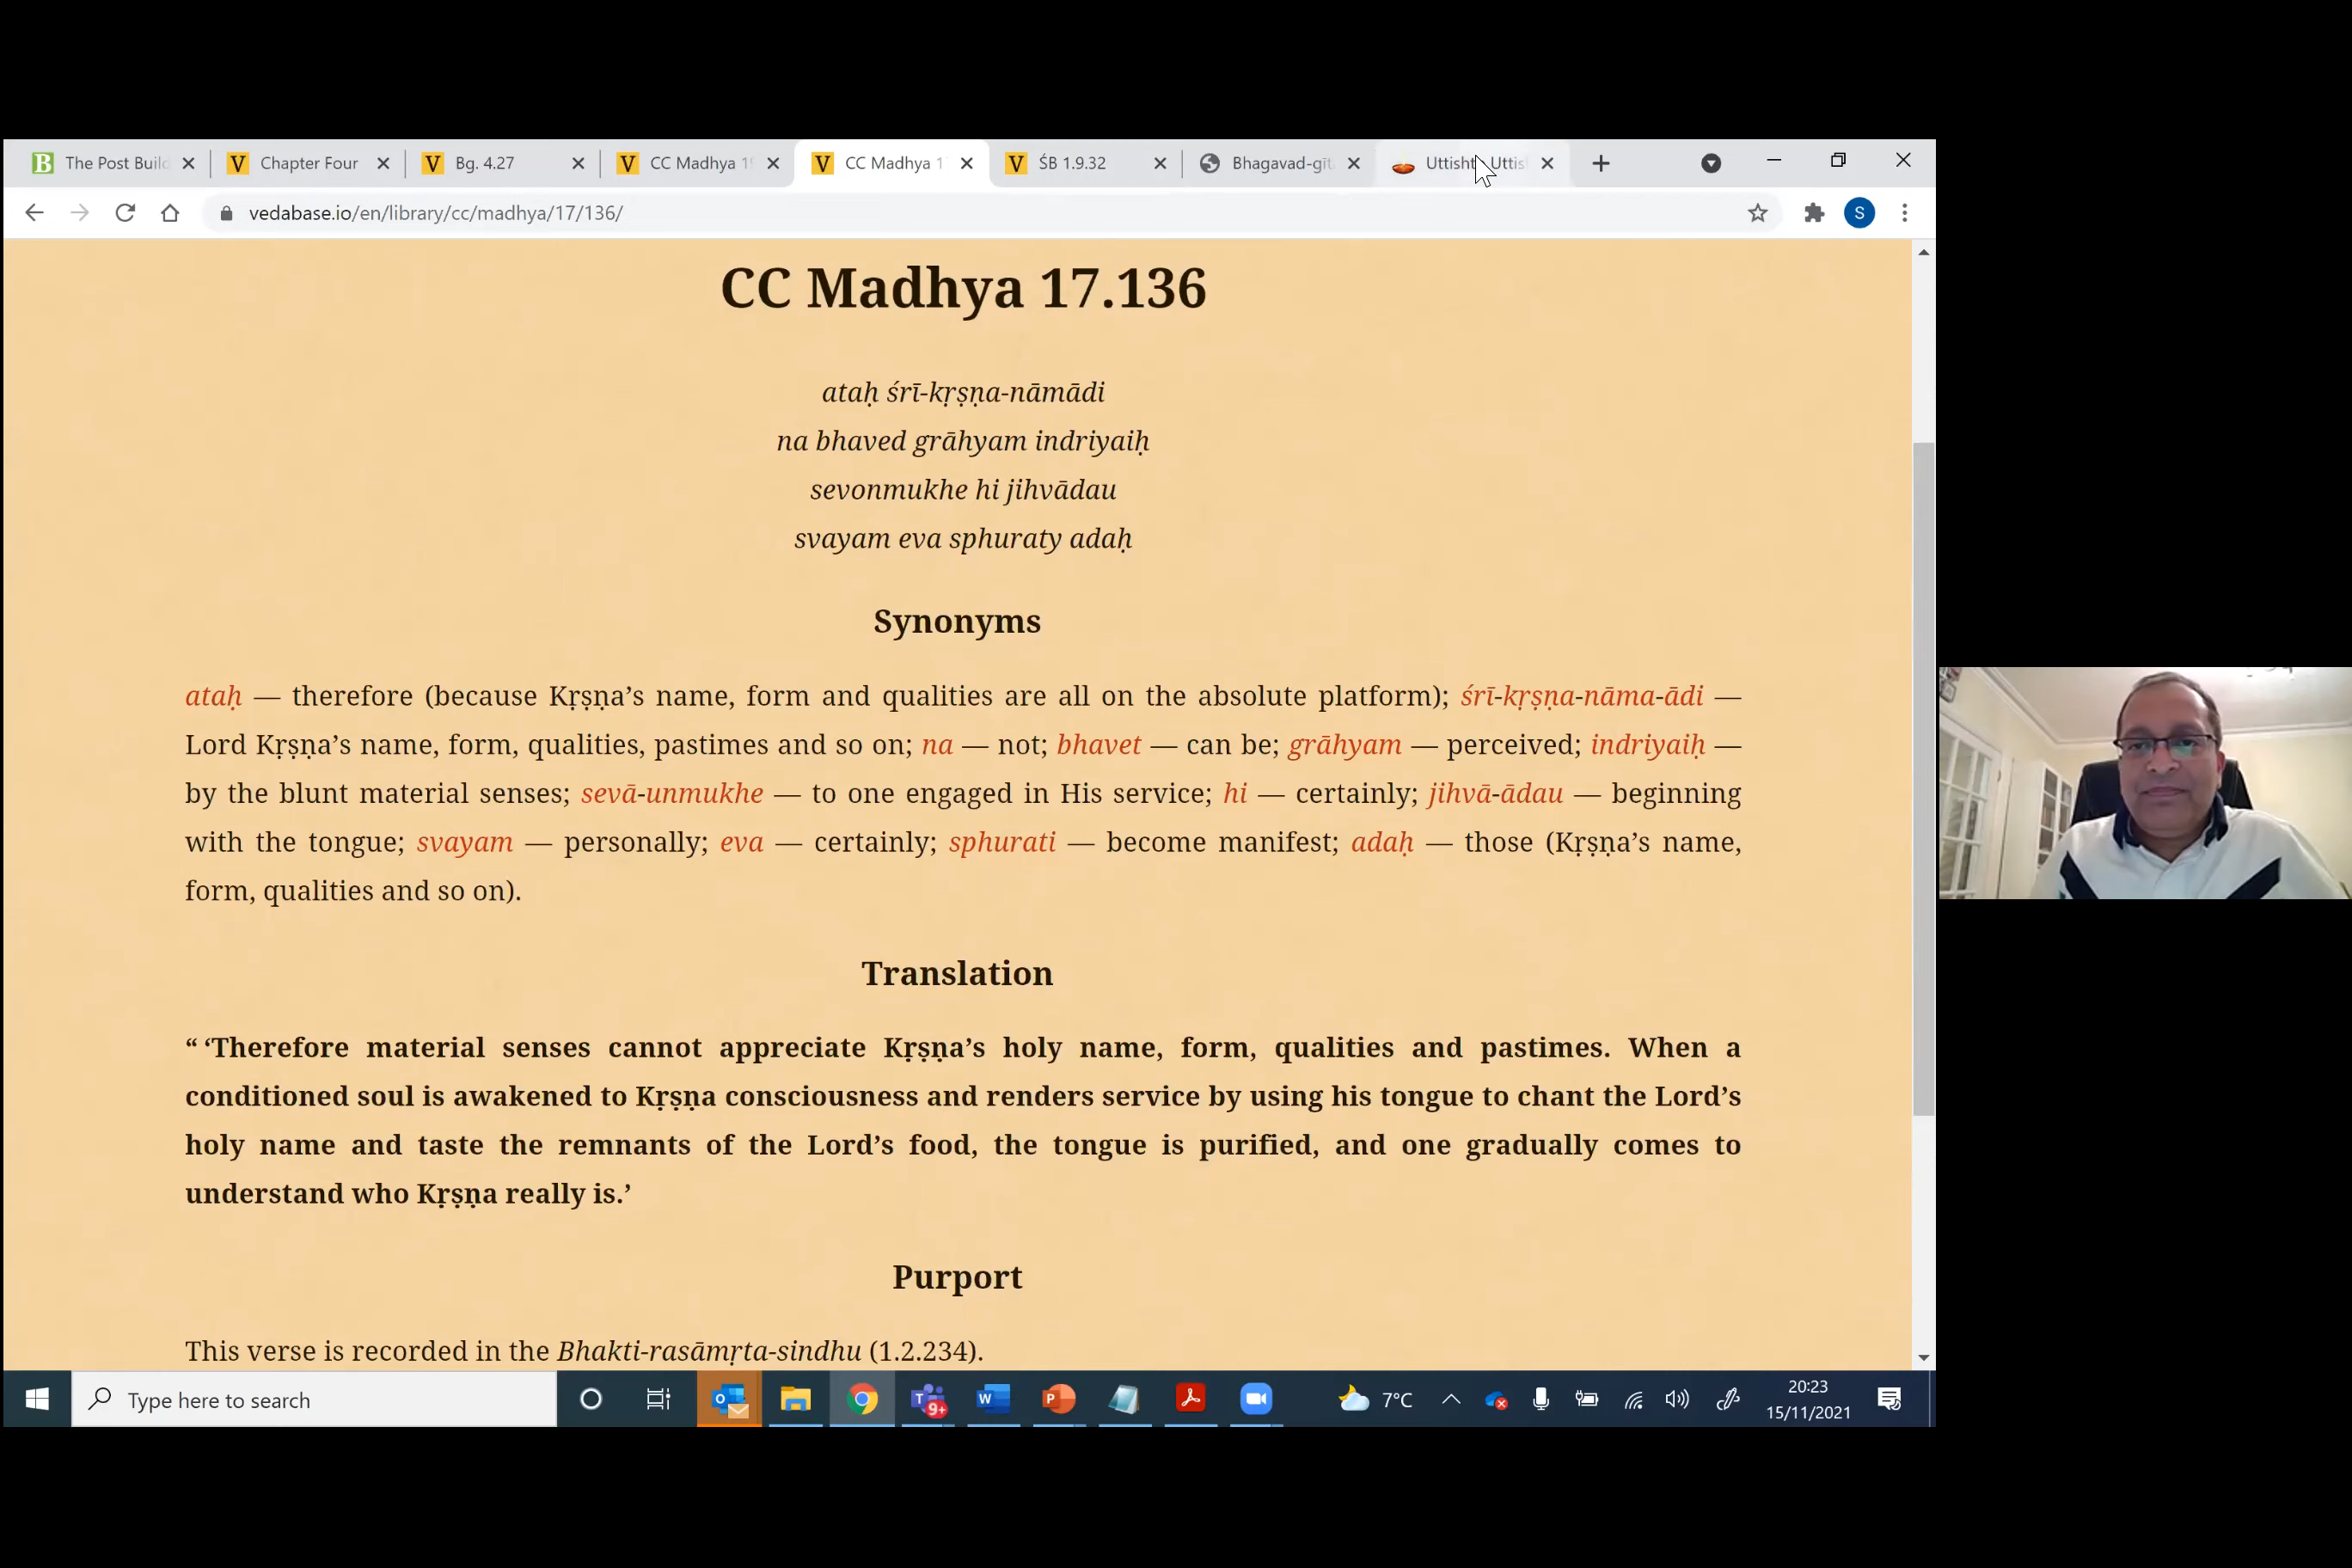 The Post Build
Chapter Four
Bg. 4.27
CC Madhya 1
CC Madhya 1
ŚB 1.9.32
Bhagavad-gīt
Uttisht Uttis
vedabase.io/en/library/cc/madhya/17/136/
S
CC Madhya 17.136
ataḥ śrī-kṛṣṇa-nāmādi
na bhaved grāhyam indriyaiḥ
sevonmukhe hi jihvādau
svayam eva sphuraty adaḥ
Synonyms
ataḥ — therefore (because Kṛṣṇa’s name, form and qualities are all on the absolute platform); śrī-kṛṣṇa-nāma-ādi —
Lord Kṛṣṇa’s name, form, qualities, pastimes and so on; na — not; bhavet — can be; grāhyam — perceived; indriyaiḥ —
by the blunt material senses; sevā-unmukhe — to one engaged in His service; hi — certainly; jihvā-ādau — beginning
with the tongue; svayam — personally; eva — certainly; sphurati — become manifest; adaḥ — those (Kṛṣṇa’s name,
form, qualities and so on).
Translation
“ ‘Therefore material senses cannot appreciate Kṛṣṇa’s holy name, form, qualities and pastimes. When a
conditioned soul is awakened to Kṛṣṇa consciousness and renders service by using his tongue to chant the Lord’s
holy name and taste the remnants of the Lord’s food, the tongue is purified, and one gradually comes to
understand who Kṛṣṇa really is.’
Purport
This verse is recorded in the Bhakti-rasāmṛta-sindhu (1.2.234).
Type here to search
9+
7°C
20:23
15/11/2021